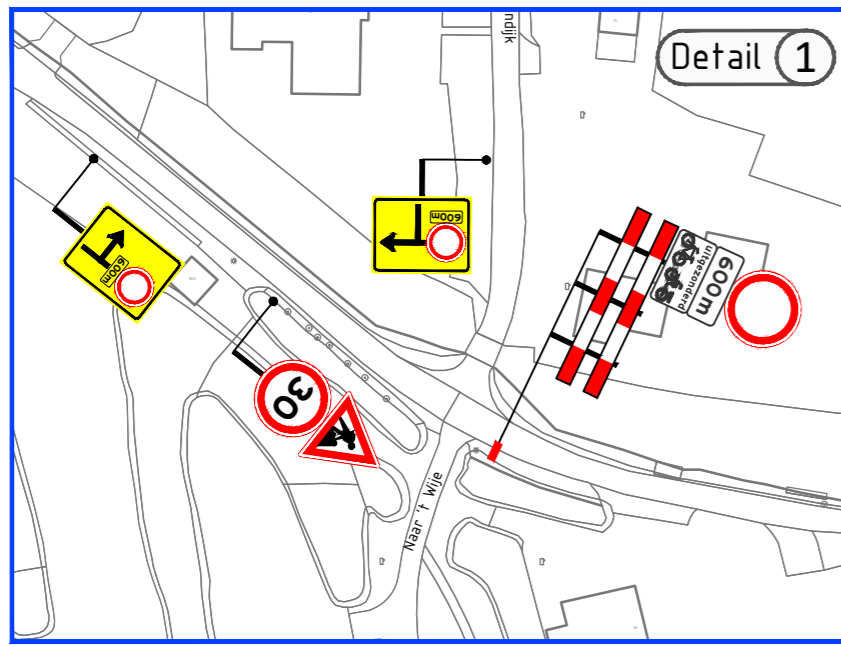 Detail 1
ndijk
600m
600m
30
uitgezonderd
600m
Naar 't Wije